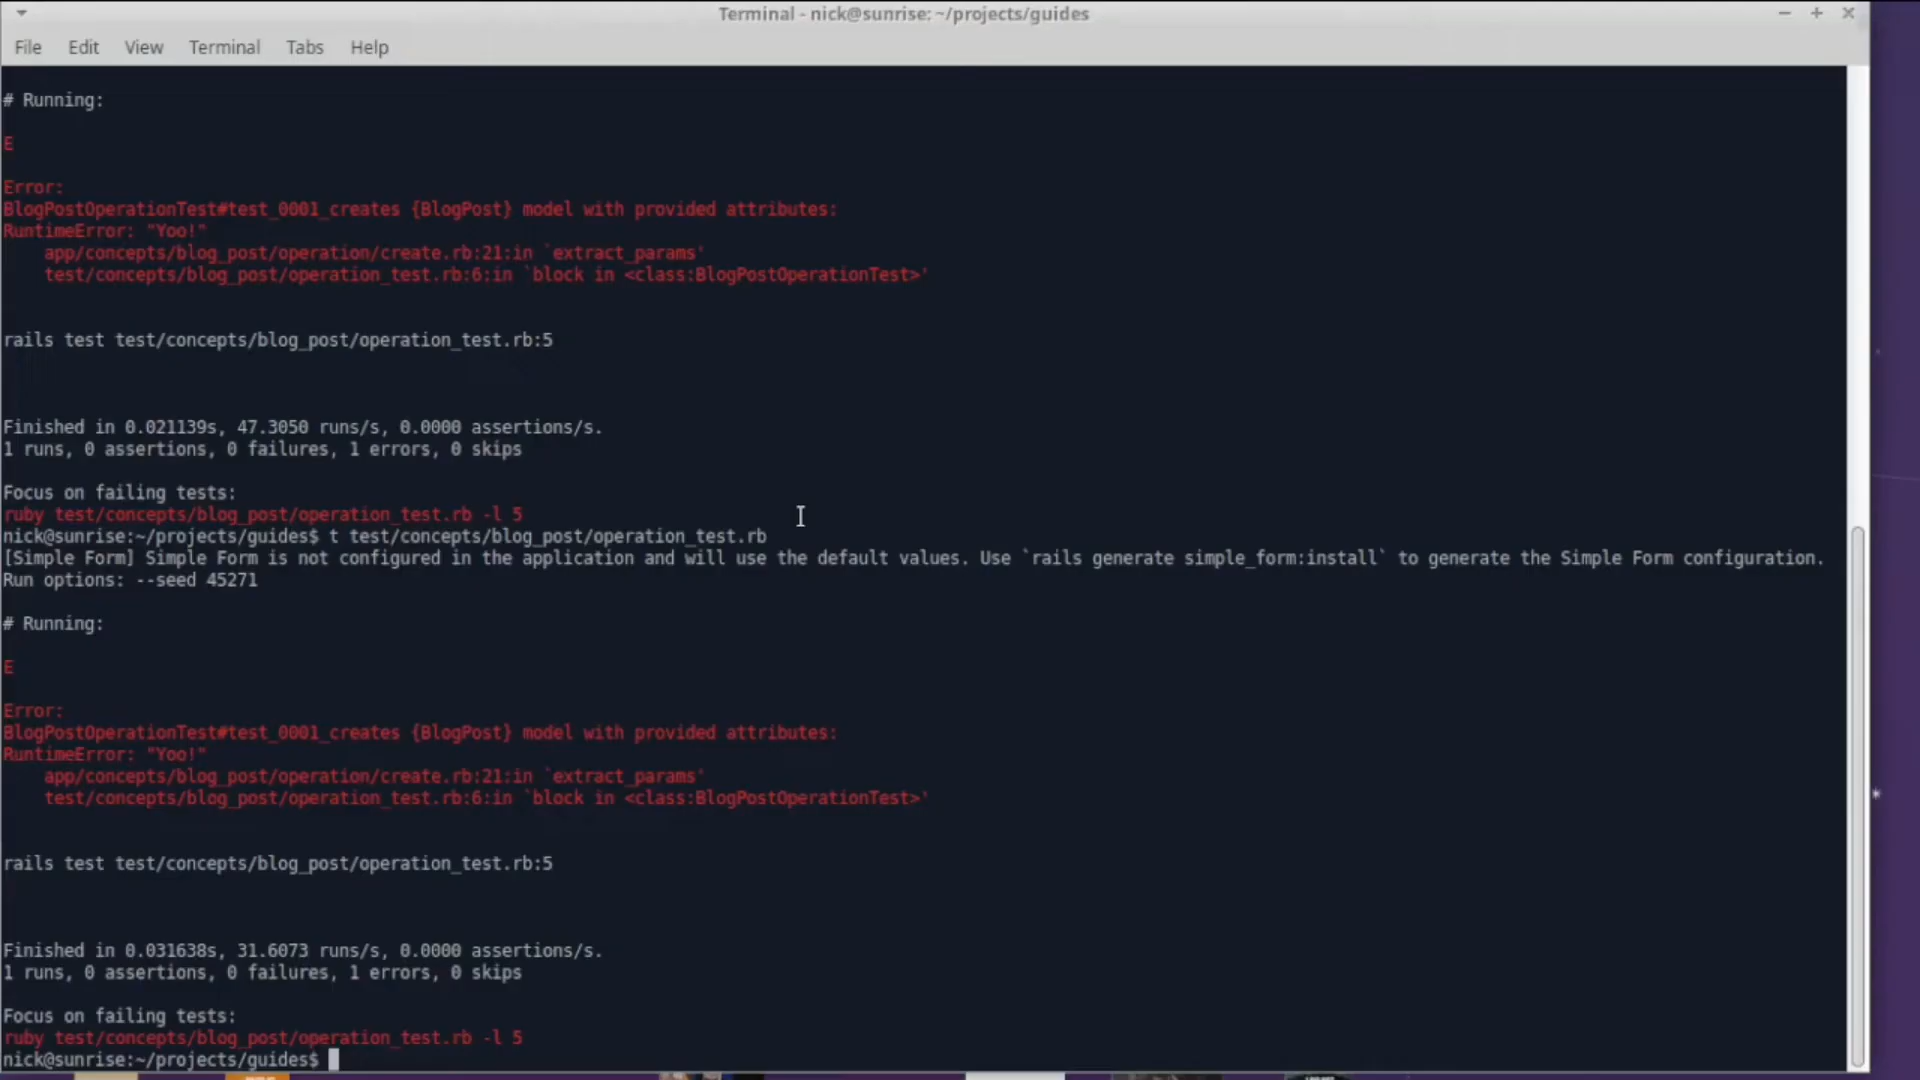 Terminal - nick@sunrise: ~/projects/guides
File Edit View Terminal Tabs Help
# Running:
E
Error:
BlogPostOperationTest#test_0001_creates {BlogPost} model with provided attributes:
RuntimeError: "Yoo!"
    app/concepts/blog_post/operation/create.rb:21:in `extract_params'
    test/concepts/blog_post/operation_test.rb:6:in `block in <class:BlogPostOperationTest>'
rails test test/concepts/blog_post/operation_test.rb:5
Finished in 0.021139s, 47.3050 runs/s, 0.0000 assertions/s.
1 runs, 0 assertions, 0 failures, 1 errors, 0 skips
Focus on failing tests:
ruby test/concepts/blog_post/operation_test.rb -l 5
nick@sunrise:~/projects/guides$ t test/concepts/blog_post/operation_test.rb
[Simple Form] Simple Form is not configured in the application and will use the default values. Use `rails generate simple_form:install` to generate the Simple Form configuration.
Run options: --seed 45271
# Running:
E
Error:
BlogPostOperationTest#test_0001_creates {BlogPost} model with provided attributes:
RuntimeError: "Yoo!"
    app/concepts/blog_post/operation/create.rb:21:in `extract_params'
    test/concepts/blog_post/operation_test.rb:6:in `block in <class:BlogPostOperationTest>'
rails test test/concepts/blog_post/operation_test.rb:5
Finished in 0.031638s, 31.6073 runs/s, 0.0000 assertions/s.
1 runs, 0 assertions, 0 failures, 1 errors, 0 skips
Focus on failing tests:
ruby test/concepts/blog_post/operation_test.rb -l 5
nick@sunrise:~/projects/guides$